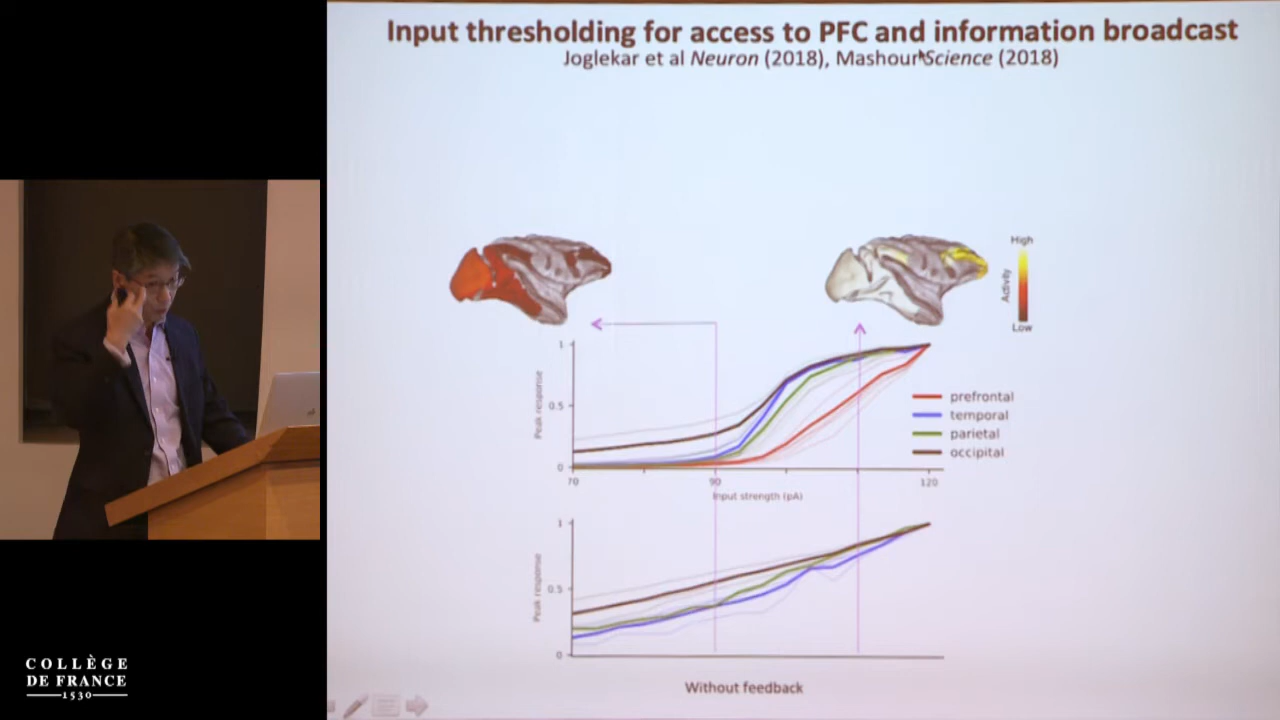 Input thresholding for access to PFC and information broadcast
Joglekar et al Neuron (2018), Mashour Science (2018)
High
Activity
Low
1
0.5
0
Peak response
70
90
120
Input strength (pA)
prefrontal
temporal
parietal
occipital
1
0.5
0
Peak response
Without feedback
COLLÈGE
DE FRANCE
1530